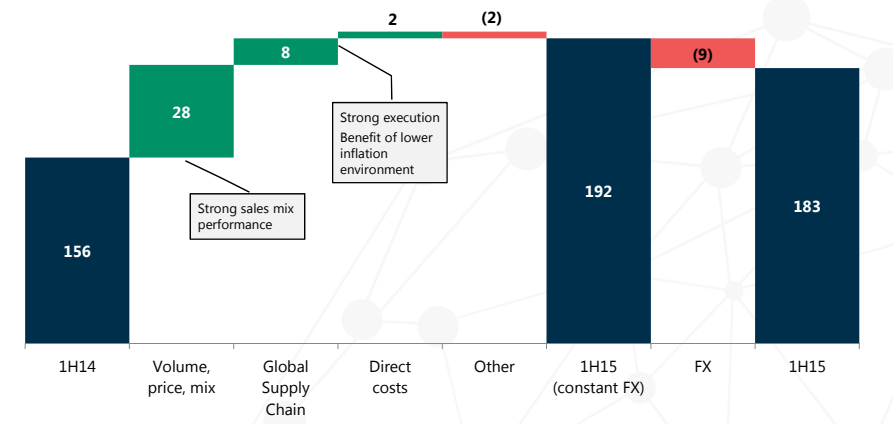 2
(2)
8
(9)
28
Strong execution
Benefit of lower
inflation
environment
192
183
Strong sales mix
performance
156
1H14
Volume,
price, mix
Global
Supply
Chain
Direct
costs
Other
1H15
(constant FX)
FX
1H15